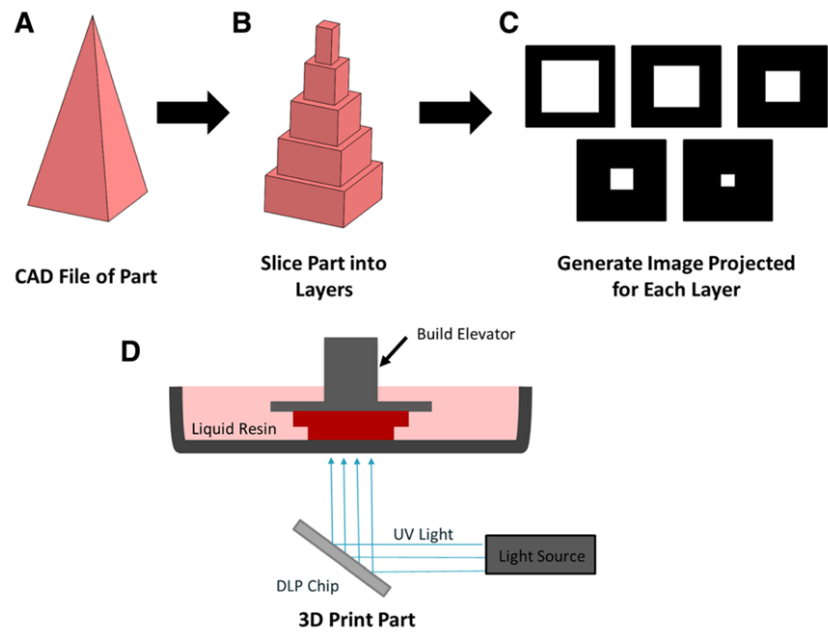 A
B
C
CAD File of Part
Slice Part into
Layers
Generate Image Projected
for Each Layer
D
Build Elevator
Liquid Resin
UV Light
Light Source
DLP Chip
3D Print Part